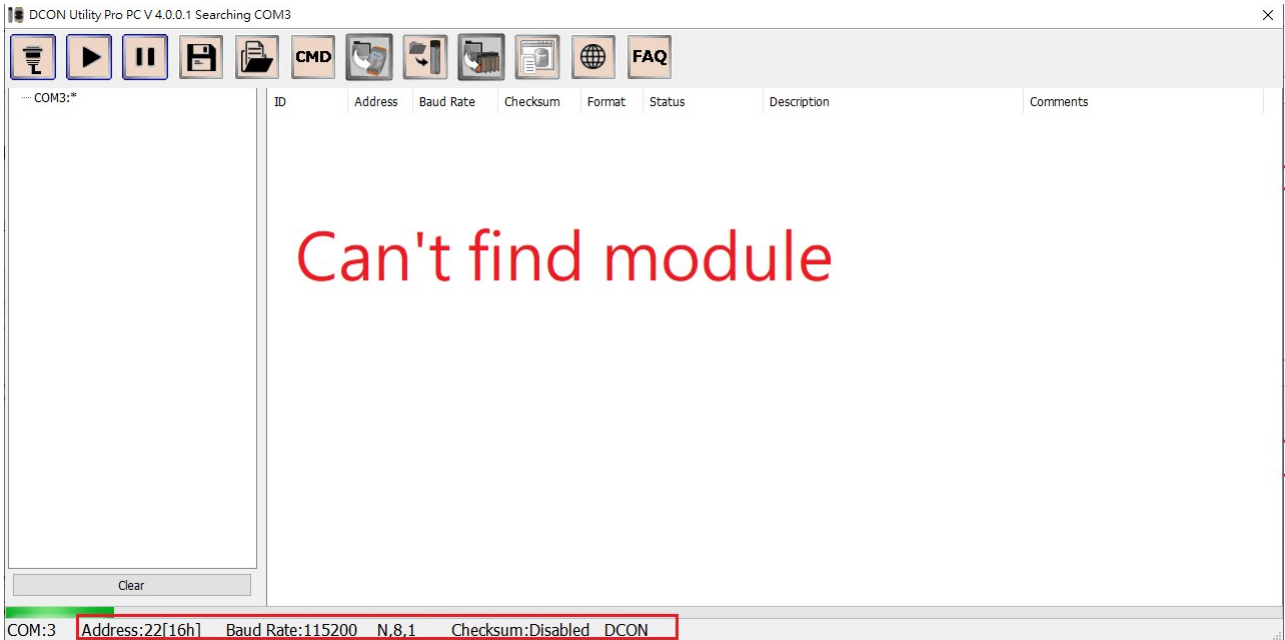 DCON Utility Pro PC V 4.0.0.1 Searching COM3
CMD FAQ
COM3:*
ID Address Baud Rate Checksum Format Status Description Comments
Can't find module
Clear
COM:3 Address:22[16h] Baud Rate:115200 N,8,1 Checksum:Disabled DCON